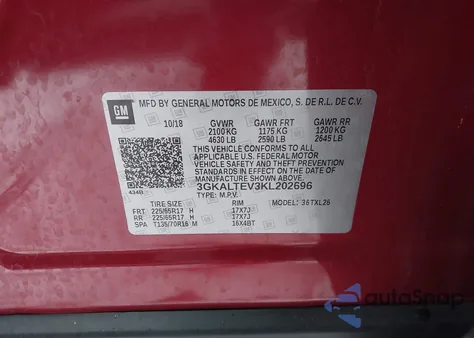 GM
MFD BY GENERAL MOTORS DE MEXICO, S. DE R.L. DE C.V.
10/18 GVWR GAWR FRT GAWR RR
2100 KG 1175 KG 1200 KG
4630 LB 2590 LB 2645 LB
THIS VEHICLE CONFORMS TO ALL APPLICABLE
U.S. FEDERAL MOTOR
VEHICLE SAFETY AND THEFT PREVENTION
STANDARDS IN EFFECT ON THE DATE OF
MANUFACTURE SHOWN ABOVE.
3GKALTEV3KL202696
434B TYPE: M.P.V. MODEL: 36TXL26
TIRE SIZE RIM
FRT 225/65R17 H 17X7J
RR 225/65R17 H 17X7J
SPA T135/70R16 M 16X4BT
AutoSnap